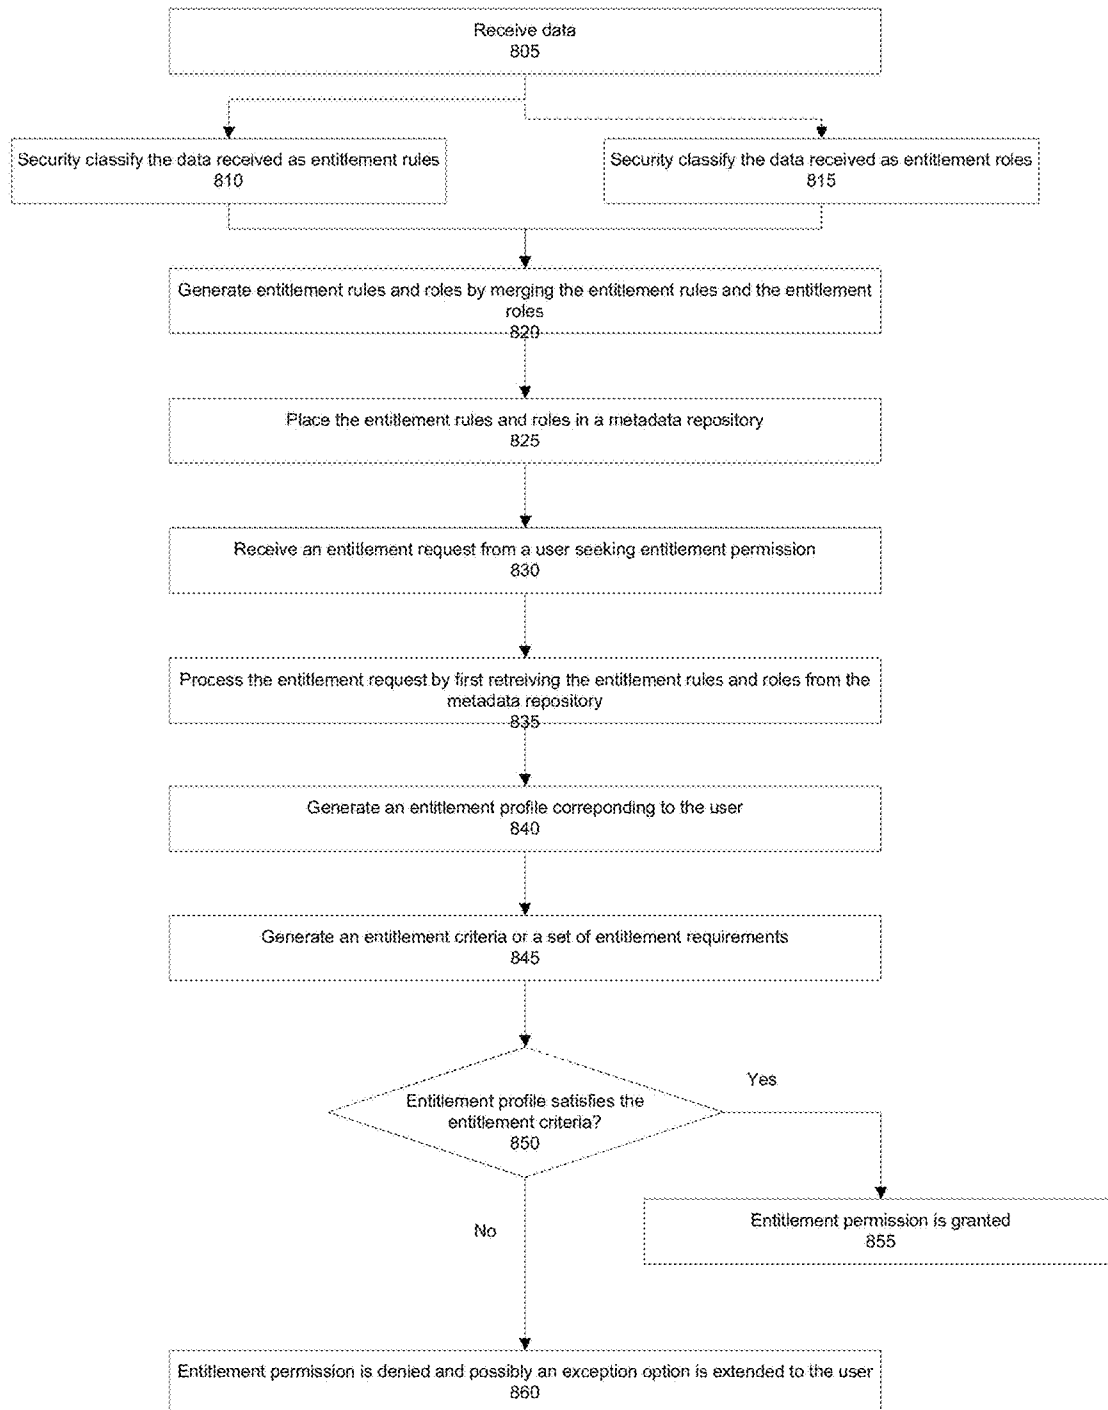 Receive data
805
Security classify the data received as entitlement rules
810
Security classify the data received as entitlement roles
815
Generate entitlement rules and roles by merging the entitlement rules and the entitlement
roles
820
Place the entitlement rules and roles in a metadata repository
825
Receive an entitlement request from a user seeking entitlement permission
830
Process the entitlement request by first retreiving the entitlement rules and roles from the
metadata repository
835
Generate an entitlement profile correponding to the user
840
Generate an entitlement criteria or a set of entitlement requirements
845
Entitlement profile satisfies the
entitlement criteria?
850
Yes
No
Entitlement permission is granted
855
Entitlement permission is denied and possibly an exception option is extended to the user
860